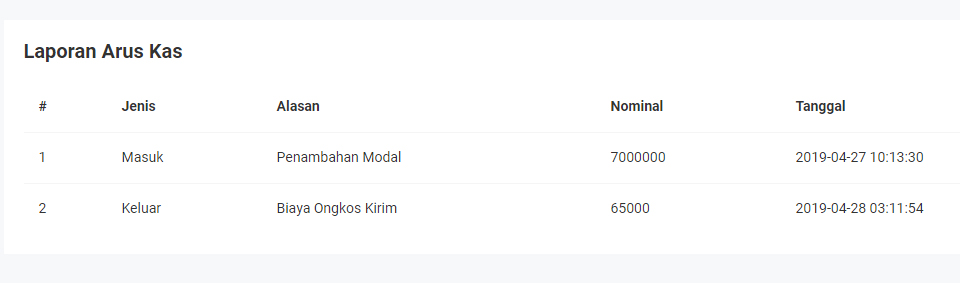 Laporan Arus Kas
# Jenis Alasan Nominal Tanggal
1 Masuk Penambahan Modal 7000000 2019-04-27 10:13:30
2 Keluar Biaya Ongkos Kirim 65000 2019-04-28 03:11:54